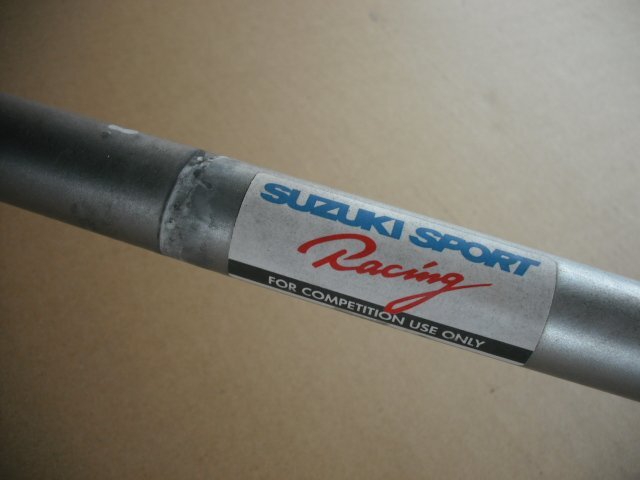 SUZUKI SPORT
Racing
FOR COMPETITION USE ONLY